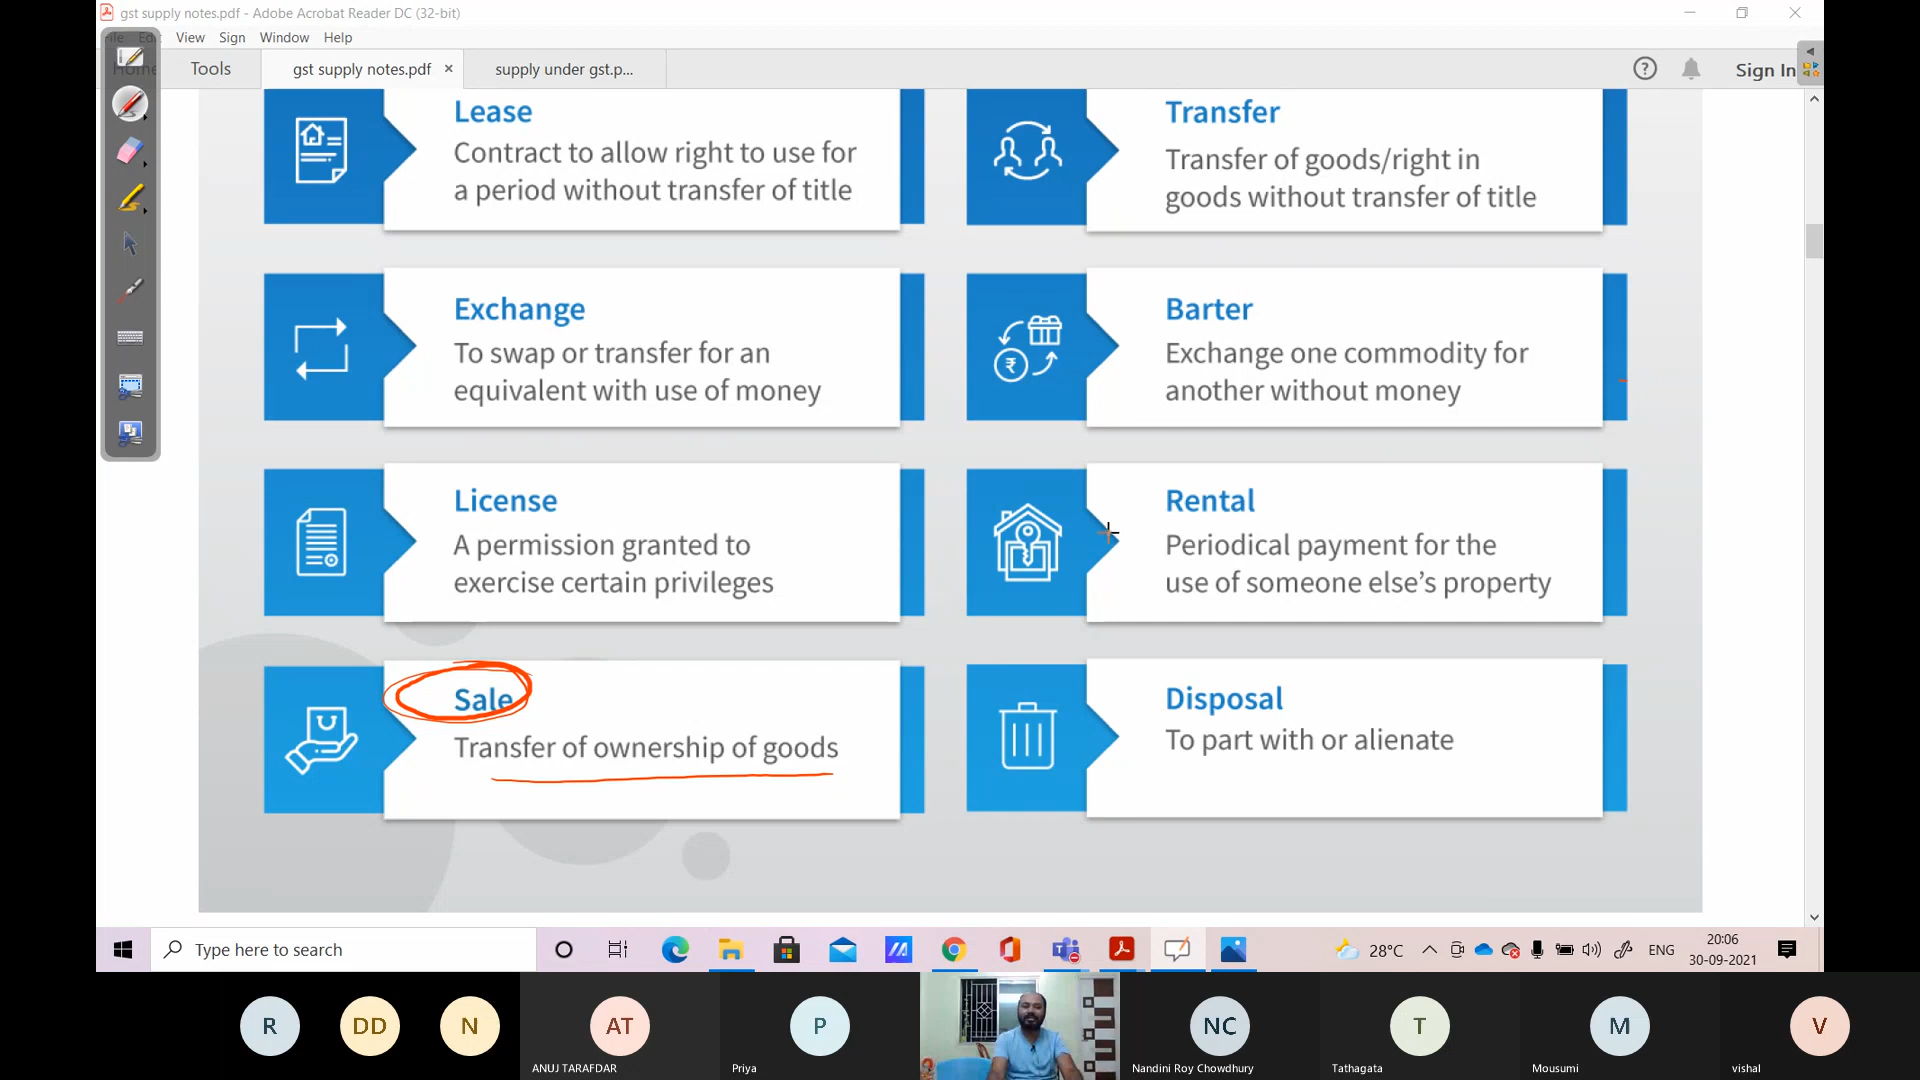 gst supply notes.pdf - Adobe Acrobat Reader DC (32-bit)
View Sign Window Help
Tools
gst supply notes.pdf ×
supply under gst.p...
Sign In
Lease
Contract to allow right to use for
a period without transfer of title
Transfer
Transfer of goods/right in
goods without transfer of title
Exchange
To swap or transfer for an
equivalent with use of money
Barter
Exchange one commodity for
another without money
License
A permission granted to
exercise certain privileges
Rental
Periodical payment for the
use of someone else's property
Sale
Transfer of ownership of goods
Disposal
To part with or alienate
Type here to search
28°C
ENG
20:06
30-09-2021
R
DD
N
AT
ANUJ TARAFDAR
P
Priya
NC
Nandini Roy Chowdhury
T
Tathagata
M
Mousumi
V
vishal